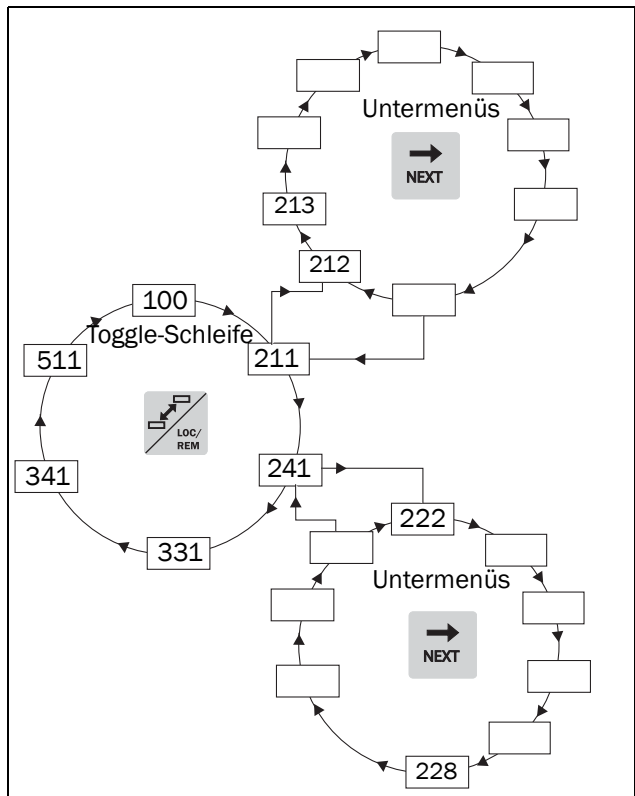 Untermenüs
NEXT
213
212
100
Toggle-Schleife
211
511
LOC/
REM
341
241
331
222
Untermenüs
NEXT
228